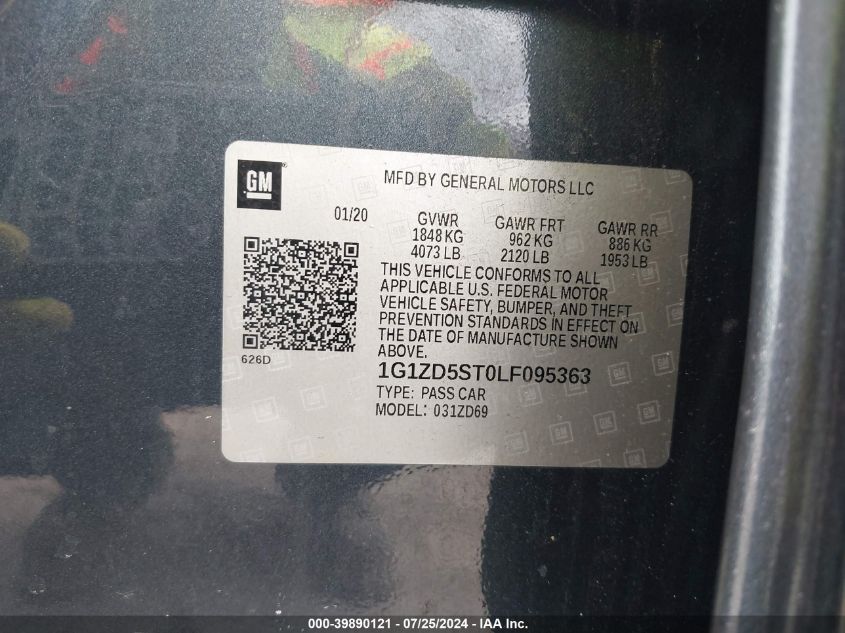 GM
MFD BY GENERAL MOTORS LLC
01/20 GVWR GAWR FRT GAWR RR
1848 KG 962 KG 886 KG
4073 LB 2120 LB 1953 LB
THIS VEHICLE CONFORMS TO ALL
APPLICABLE U.S. FEDERAL MOTOR
VEHICLE SAFETY, BUMPER, AND THEFT
PREVENTION STANDARDS IN EFFECT ON
THE DATE OF MANUFACTURE SHOWN
ABOVE.
626D
1G1ZD5ST0LF095363
TYPE: PASS CAR
MODEL: 031ZD69
000-39890121 - 07/25/2024 - IAA, Inc.